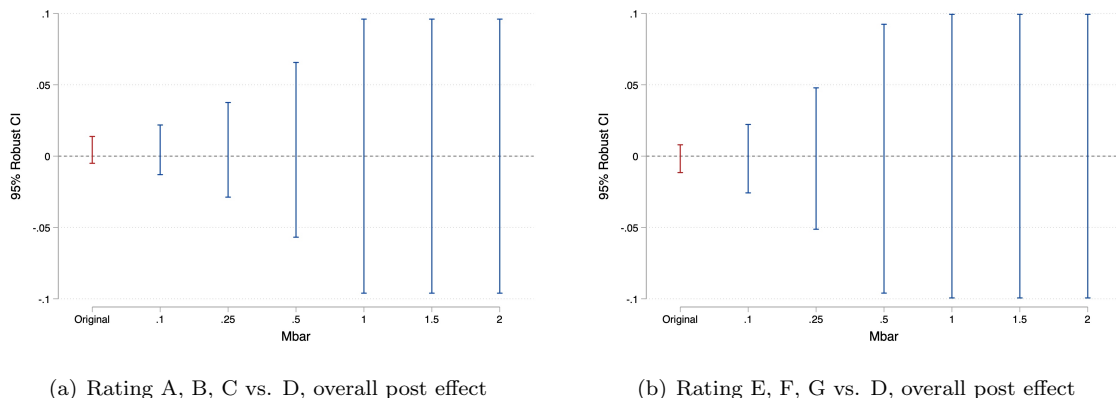 .1
.05
0
-.05
-.1
95% Robust CI
Original
.1
.25
.5
1
1.5
2
Mbar
(a) Rating A, B, C vs. D, overall post effect
.1
.05
0
-.05
-.1
95% Robust CI
Original
.1
.25
.5
1
1.5
2
Mbar
(b) Rating E, F, G vs. D, overall post effect